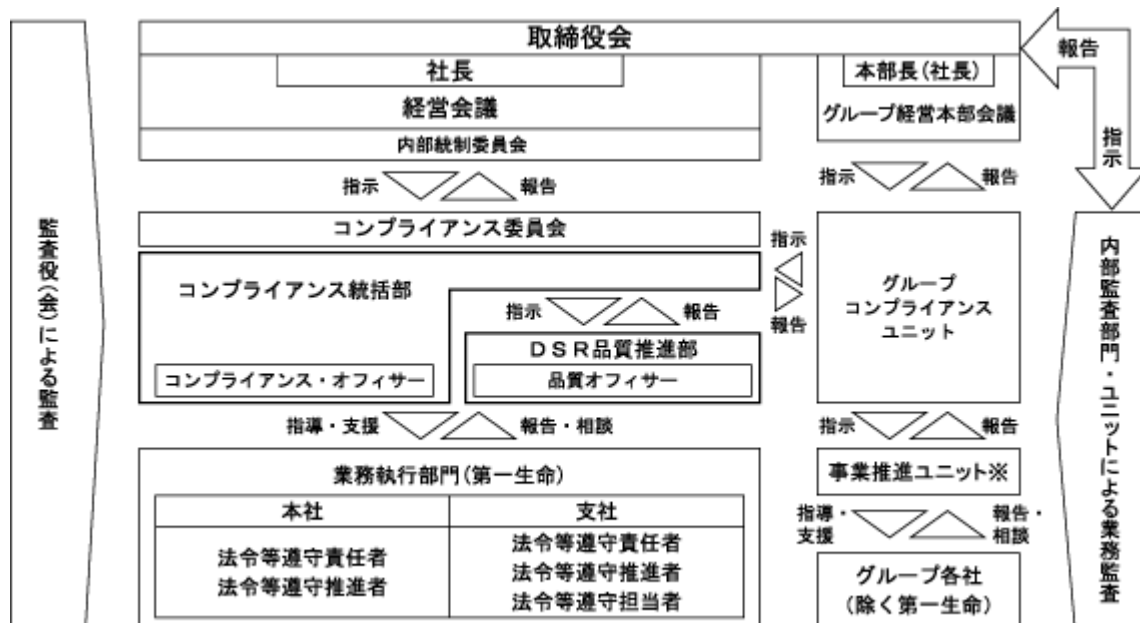 取締役会
社長
経営会議
内部統制委員会
本部長(社長)
グループ経営本部会議
報告
指示
指示
報告
指示
報告
監査役(会)による監査
コンプライアンス委員会
コンプライアンス統括部
コンプライアンス・オフィサー
指示
報告
DSR品質推進部
品質オフィサー
指示
報告
グループ
コンプライアンス
ユニット
内部監査部門・ユニットによる業務監査
指導・支援
報告・相談
指示
報告
業務執行部門(第一生命)
本社
支社
法令等遵守責任者
法令等遵守推進者
法令等遵守責任者
法令等遵守推進者
法令等遵守担当者
事業推進ユニット※
指導・
支援
報告・
相談
グループ各社
(除く第一生命)